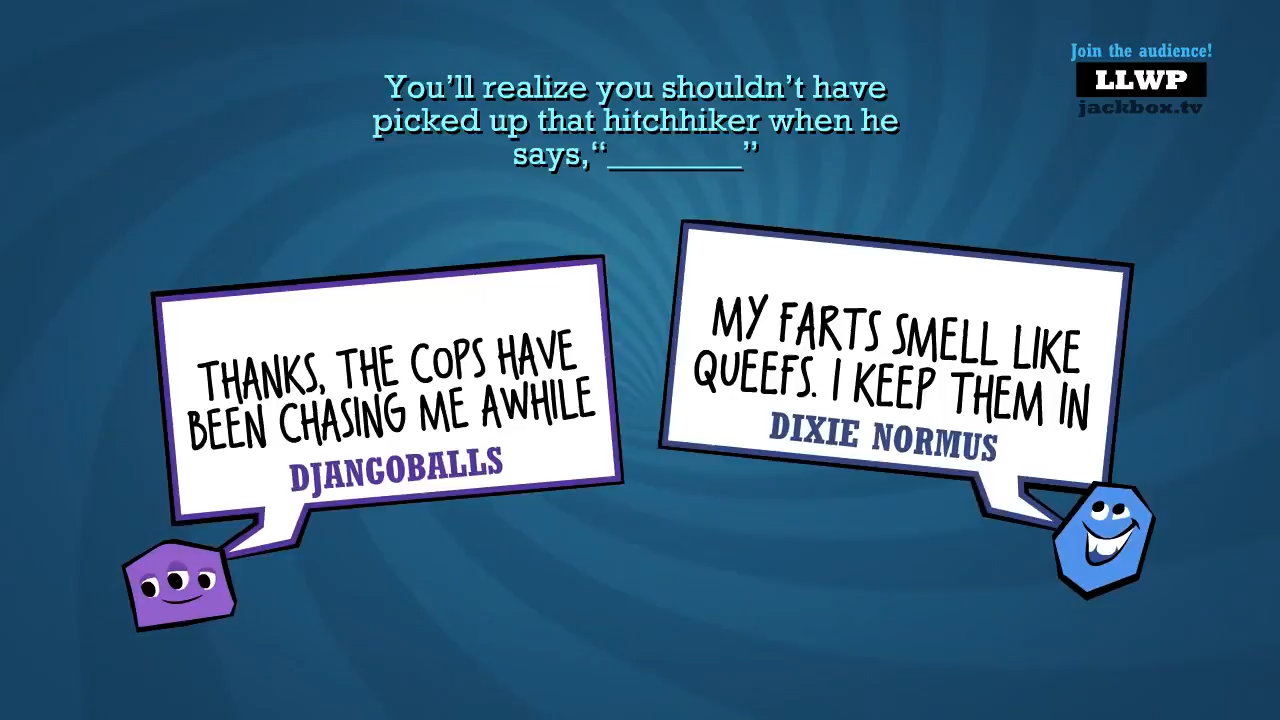 Join the audience!
LLWP
jackbox.tv
You'll realize you shouldn't have
picked up that hitchhiker when he
says,“________”
THANKS, THE COPS HAVE
BEEN CHASING ME AWHILE
DJANGOBALLS
MY FARTS SMELL LIKE
QUEEFS. I KEEP THEM IN
DIXIE NORMUS